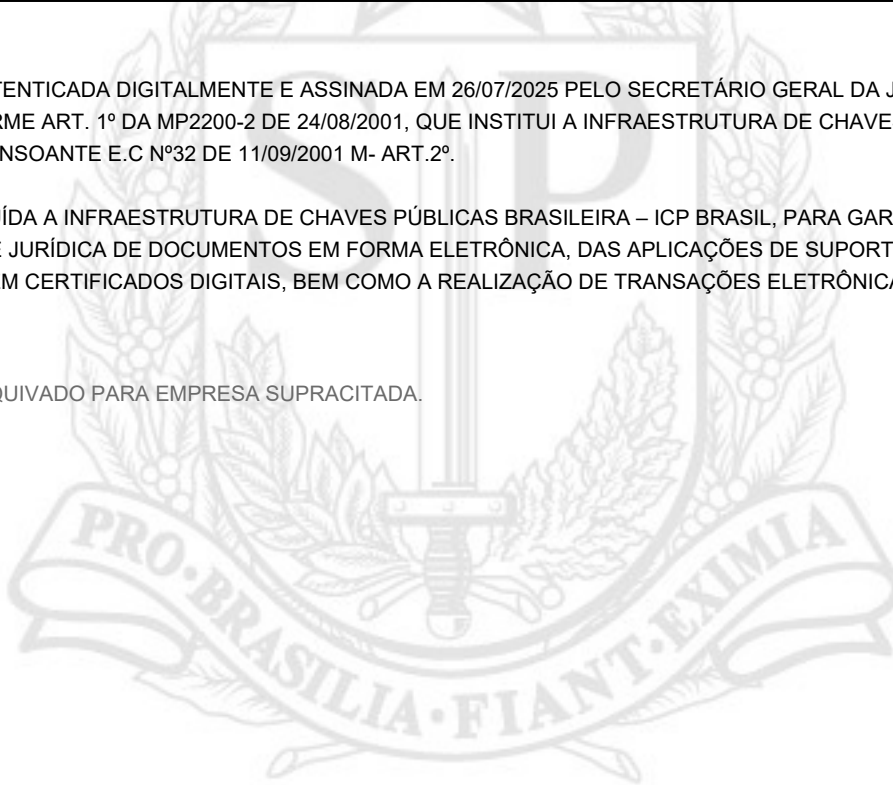 TENTICADA DIGITALMENTE E ASSINADA EM 26/07/2025 PELO SECRETÁRIO GERAL DA J
RME ART. 1º DA MP2200-2 DE 24/08/2001, QUE INSTITUI A INFRAESTRUTURA DE CHAVE
NSOANTE E.C Nº32 DE 11/09/2001 M- ART.2º.
ÍDA A INFRAESTRUTURA DE CHAVES PÚBLICAS BRASILEIRA – ICP BRASIL, PARA GAR
E JURÍDICA DE DOCUMENTOS EM FORMA ELETRÔNICA, DAS APLICAÇÕES DE SUPORT
EM CERTIFICADOS DIGITAIS, BEM COMO A REALIZAÇÃO DE TRANSAÇÕES ELETRÔNICA
QUIVADO PARA EMPRESA SUPRACITADA.
SP
PRO·BRASILIA·FIANT·EXIMIA